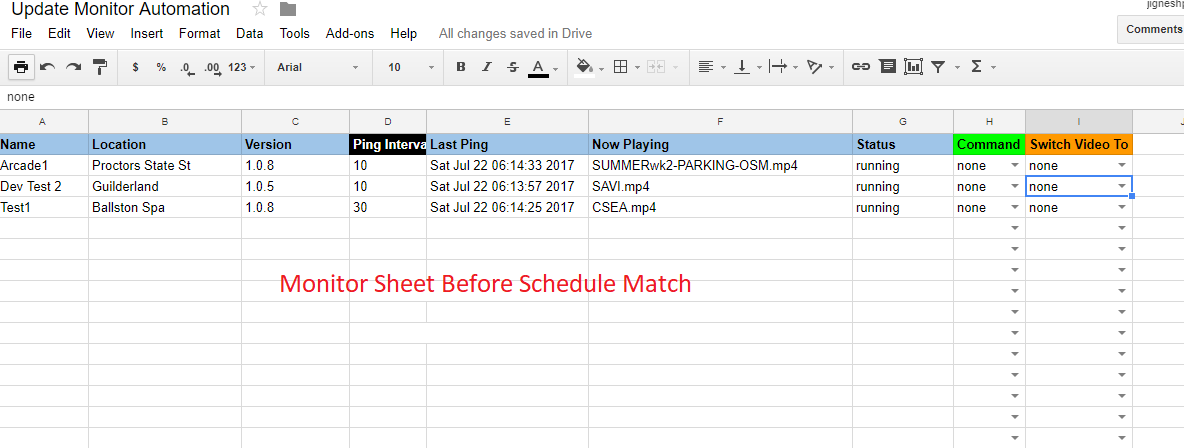 Update Monitor Automation
jigneshp
File Edit View Insert Format Data Tools Add-ons Help All changes saved in Drive
Comments
$ % .0 .00 123 Arial 10 B I S A Σ
none
A B C D E F G H I
Name Location Version Ping Interva Last Ping Now Playing Status Command Switch Video To
Arcade1 Proctors State St 1.0.8 10 Sat Jul 22 06:14:33 2017 SUMMERwk2-PARKING-OSM.mp4 running none none
Dev Test 2 Guilderland 1.0.5 10 Sat Jul 22 06:13:57 2017 SAVI.mp4 running none none
Test1 Ballston Spa 1.0.8 30 Sat Jul 22 06:14:25 2017 CSEA.mp4 running none none
Monitor Sheet Before Schedule Match